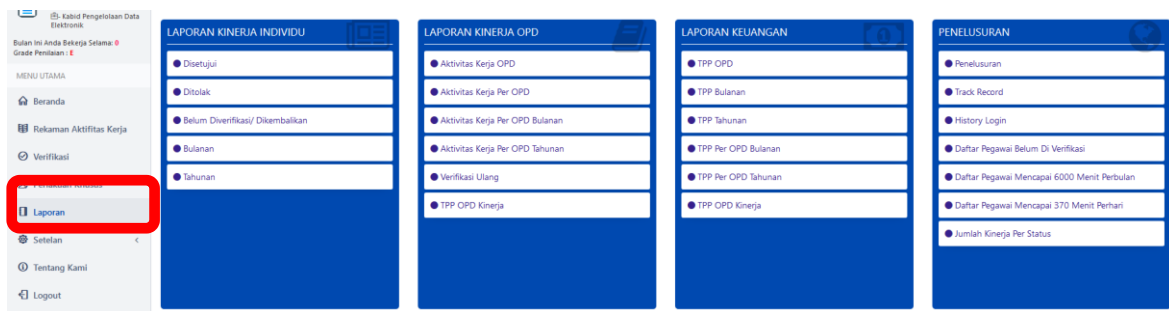 - Kabid Pengelolaan Data
Elektronik
Bulan Ini Anda Bekerja Selama: 0
Grade Penilaian : E
MENU UTAMA
Beranda
Rekaman Aktifitas Kerja
Verifikasi
Perlakuan Khusus
Laporan
Setelan
Tentang Kami
Logout
LAPORAN KINERJA INDIVIDU
Disetujui
Ditolak
Belum Diverifikasi/ Dikembalikan
Bulanan
Tahunan
LAPORAN KINERJA OPD
Aktivitas Kerja OPD
Aktivitas Kerja Per OPD
Aktivitas Kerja Per OPD Bulanan
Aktivitas Kerja Per OPD Tahunan
Verifikasi Ulang
TPP OPD Kinerja
LAPORAN KEUANGAN
TPP OPD
TPP Bulanan
TPP Tahunan
TPP Per OPD Bulanan
TPP Per OPD Tahunan
TPP OPD Kinerja
PENELUSURAN
Penelusuran
Track Record
History Login
Daftar Pegawai Belum Di Verifikasi
Daftar Pegawai Mencapai 6000 Menit Perbulan
Daftar Pegawai Mencapai 370 Menit Perhari
Jumlah Kinerja Per Status